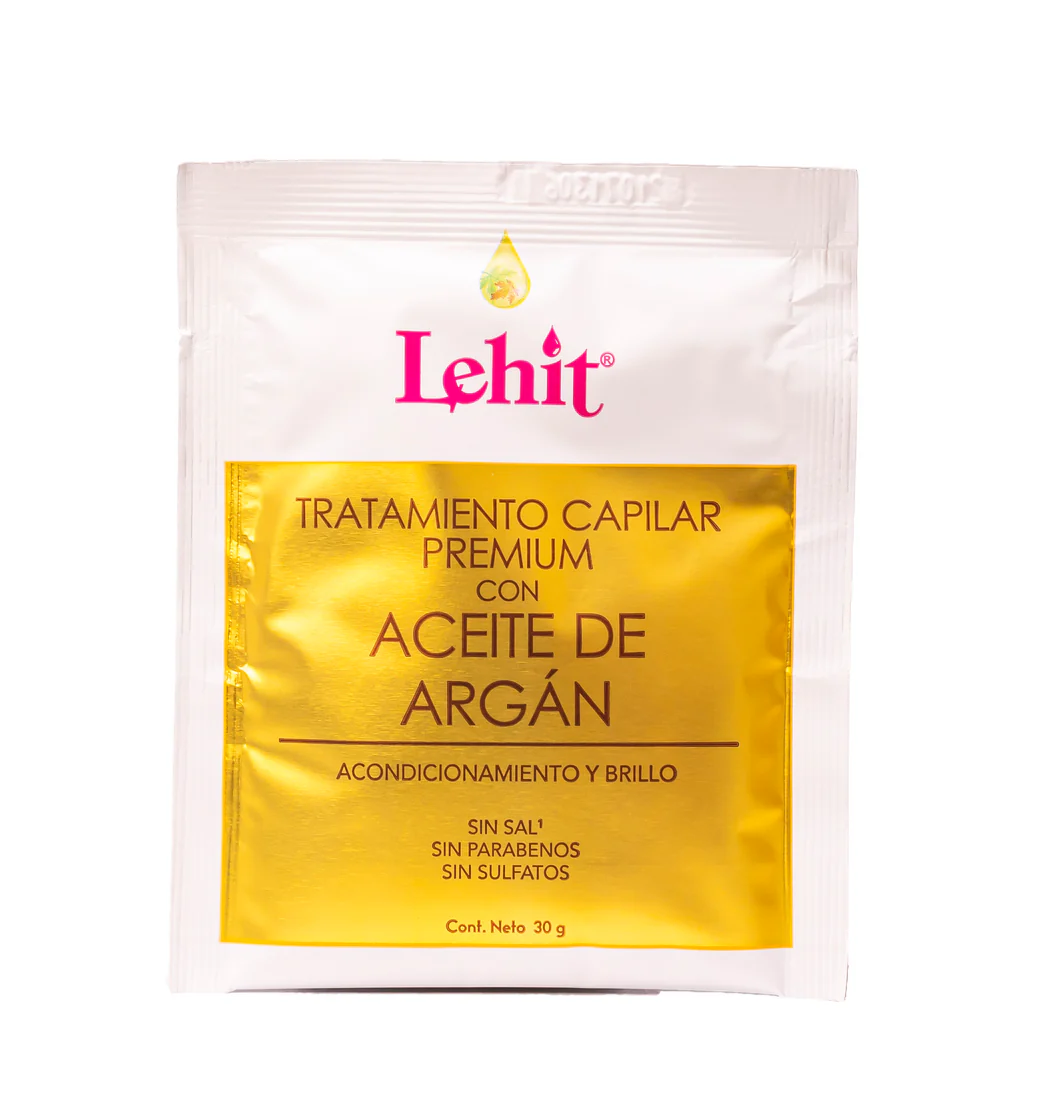 Lehit®
TRATAMIENTO CAPILAR
PREMIUM
CON
ACEITE DE
ARGÁN
ACONDICIONAMIENTO Y BRILLO
SIN SAL¹
SIN PARABENOS
SIN SULFATOS
Cont. Neto 30 g